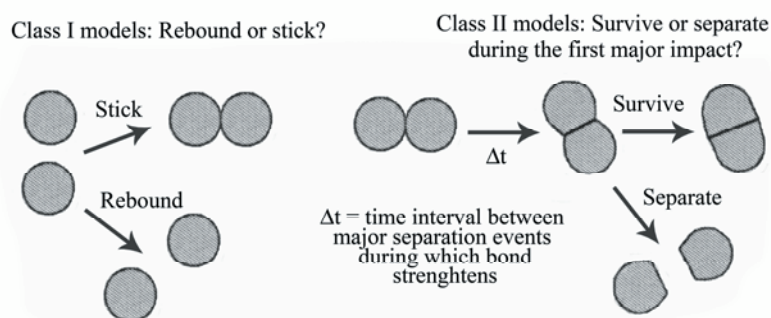 Class I models: Rebound or stick?
Stick
Rebound
Class II models: Survive or separate
during the first major impact?
Δt
Survive
Separate
Δt = time interval between
major separation events
during which bond
strenghtens